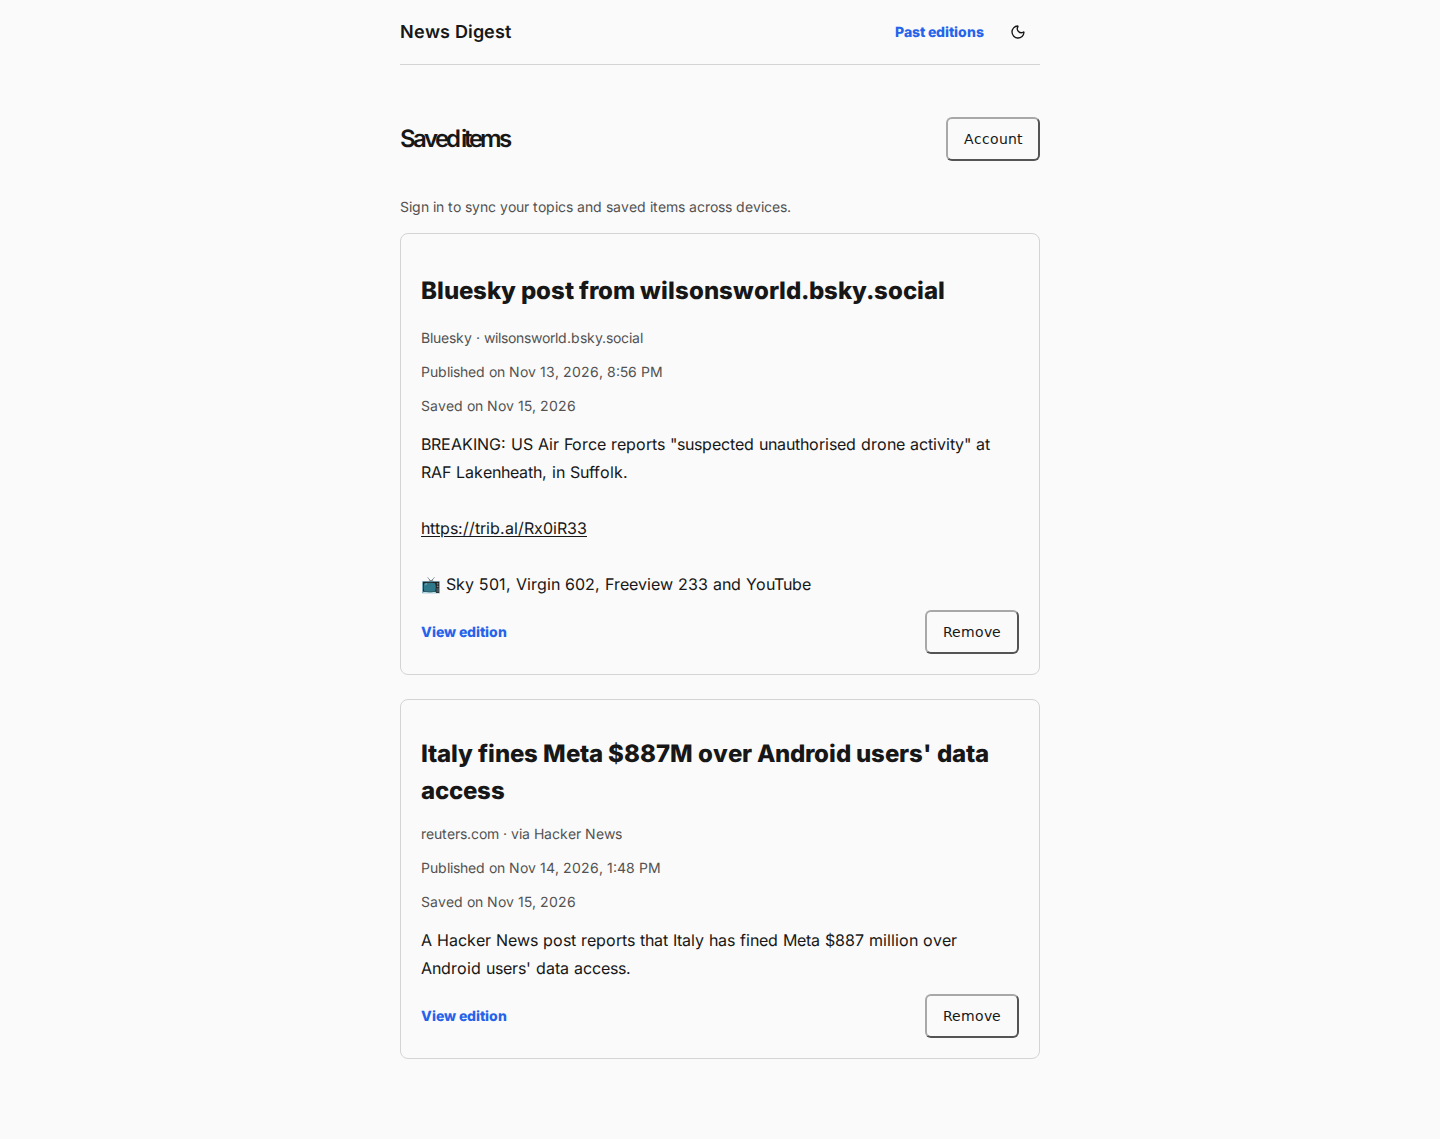 News Digest
Past editions
Saved items
Account
Sign in to sync your topics and saved items across devices.
Bluesky post from wilsonsworld.bsky.social
Bluesky · wilsonsworld.bsky.social
Published on Nov 13, 2026, 8:56 PM
Saved on Nov 15, 2026
BREAKING: US Air Force reports "suspected unauthorised drone activity" at
RAF Lakenheath, in Suffolk.
https://trib.al/Rx0iR33
📺 Sky 501, Virgin 602, Freeview 233 and YouTube
View edition
Remove
Italy fines Meta $887M over Android users' data
access
reuters.com · via Hacker News
Published on Nov 14, 2026, 1:48 PM
Saved on Nov 15, 2026
A Hacker News post reports that Italy has fined Meta $887 million over
Android users' data access.
View edition
Remove